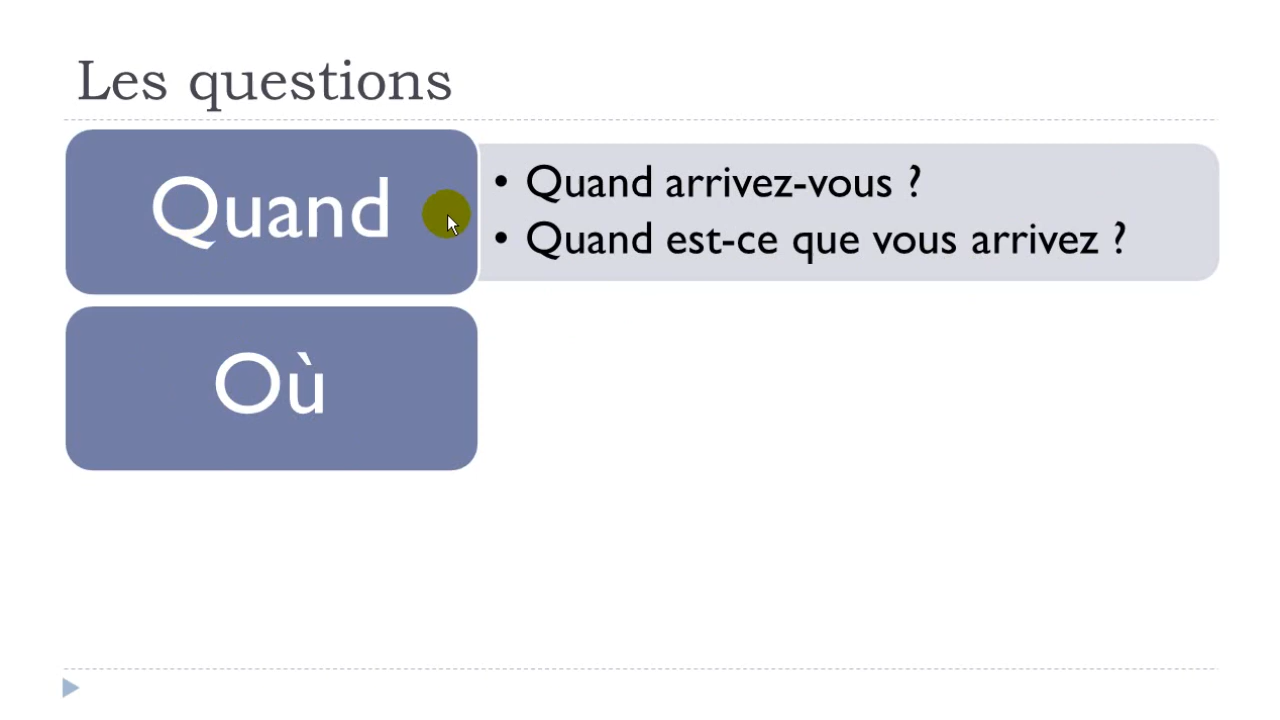 Les questions
Quand
• Quand arrivez-vous ?
• Quand est-ce que vous arrivez ?
Où